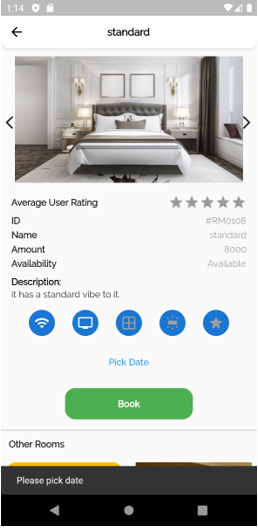 1:14
standard
Average User Rating
ID #RM0108
Name standard
Amount 8000
Availability Available
Description:
it has a standard vibe to it.
Pick Date
Book
Other Rooms
Please pick date